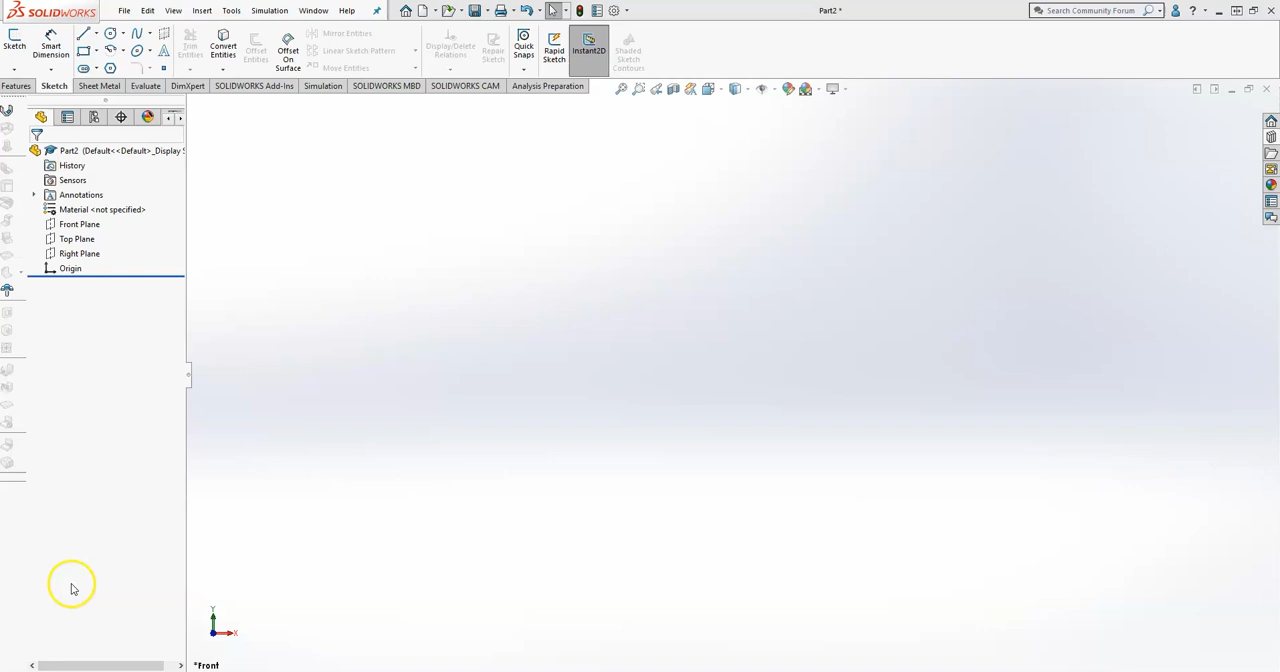 SOLIDWORKS File Edit View Insert Tools Simulation Window Help Part2 * Search Community Forum
Sketch Smart Dimension Trim Entities Convert Entities Offset Entities Offset On Surface Mirror Entities Linear Sketch Pattern Move Entities Display/Delete Relations Repair Sketch Quick Snaps Rapid Sketch Instant2D Shaded Sketch Contours
Features Sketch Sheet Metal Evaluate DimXpert SOLIDWORKS Add-Ins Simulation SOLIDWORKS MBD SOLIDWORKS CAM Analysis Preparation
Part2 (Default<<Default>_Display S
History
Sensors
Annotations
Material <not specified>
Front Plane
Top Plane
Right Plane
Origin
Y
X
*Front